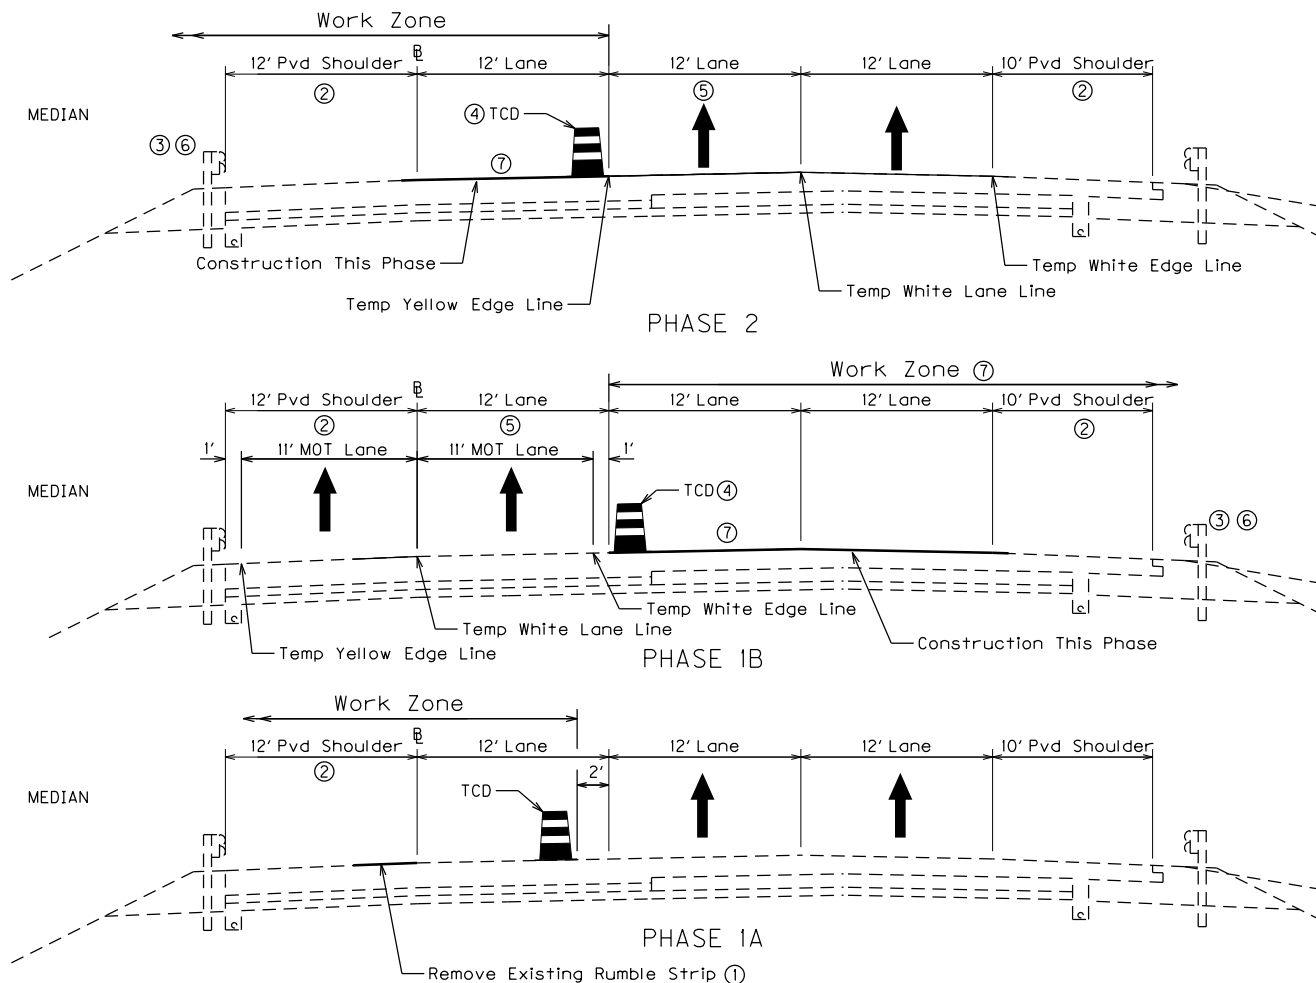 Work Zone
12' Pvd Shoulder ℄ 12' Lane 12' Lane 12' Lane 10' Pvd Shoulder
② ⑤ ②
MEDIAN
④ TCD
③ ⑥
⑦
Construction This Phase
Temp White Edge Line
Temp White Lane Line
Temp Yellow Edge Line
PHASE 2
Work Zone ⑦
12' Pvd Shoulder ℄ 12' Lane 12' Lane 12' Lane 10' Pvd Shoulder
② ⑤ ②
1' 11' MOT Lane 11' MOT Lane 1'
MEDIAN
TCD ④
③ ⑥
⑦
Temp White Edge Line
Temp White Lane Line
Construction This Phase
Temp Yellow Edge Line
PHASE 1B
Work Zone
12' Pvd Shoulder ℄ 12' Lane 12' Lane 12' Lane 10' Pvd Shoulder
② 2'
MEDIAN
TCD
PHASE 1A
Remove Existing Rumble Strip ①